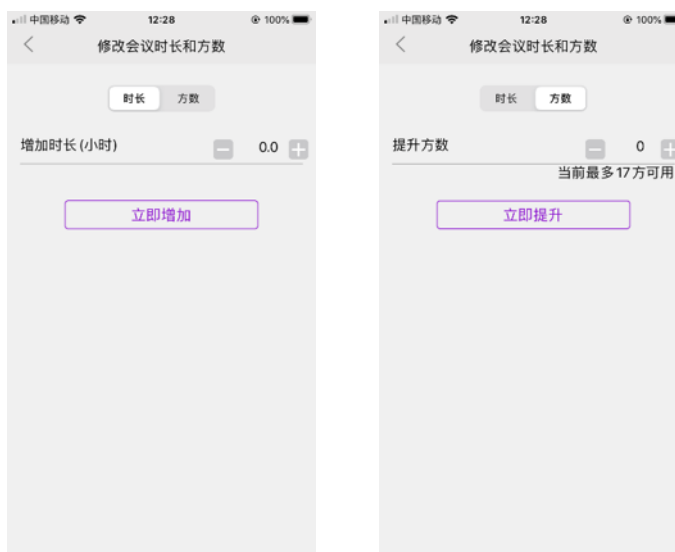 中国移动 12:28 100%
修改会议时长和方数
时长 方数
增加时长(小时) 0.0
立即增加
中国移动 12:28 100%
修改会议时长和方数
时长 方数
提升方数 0
当前最多17方可用
立即提升